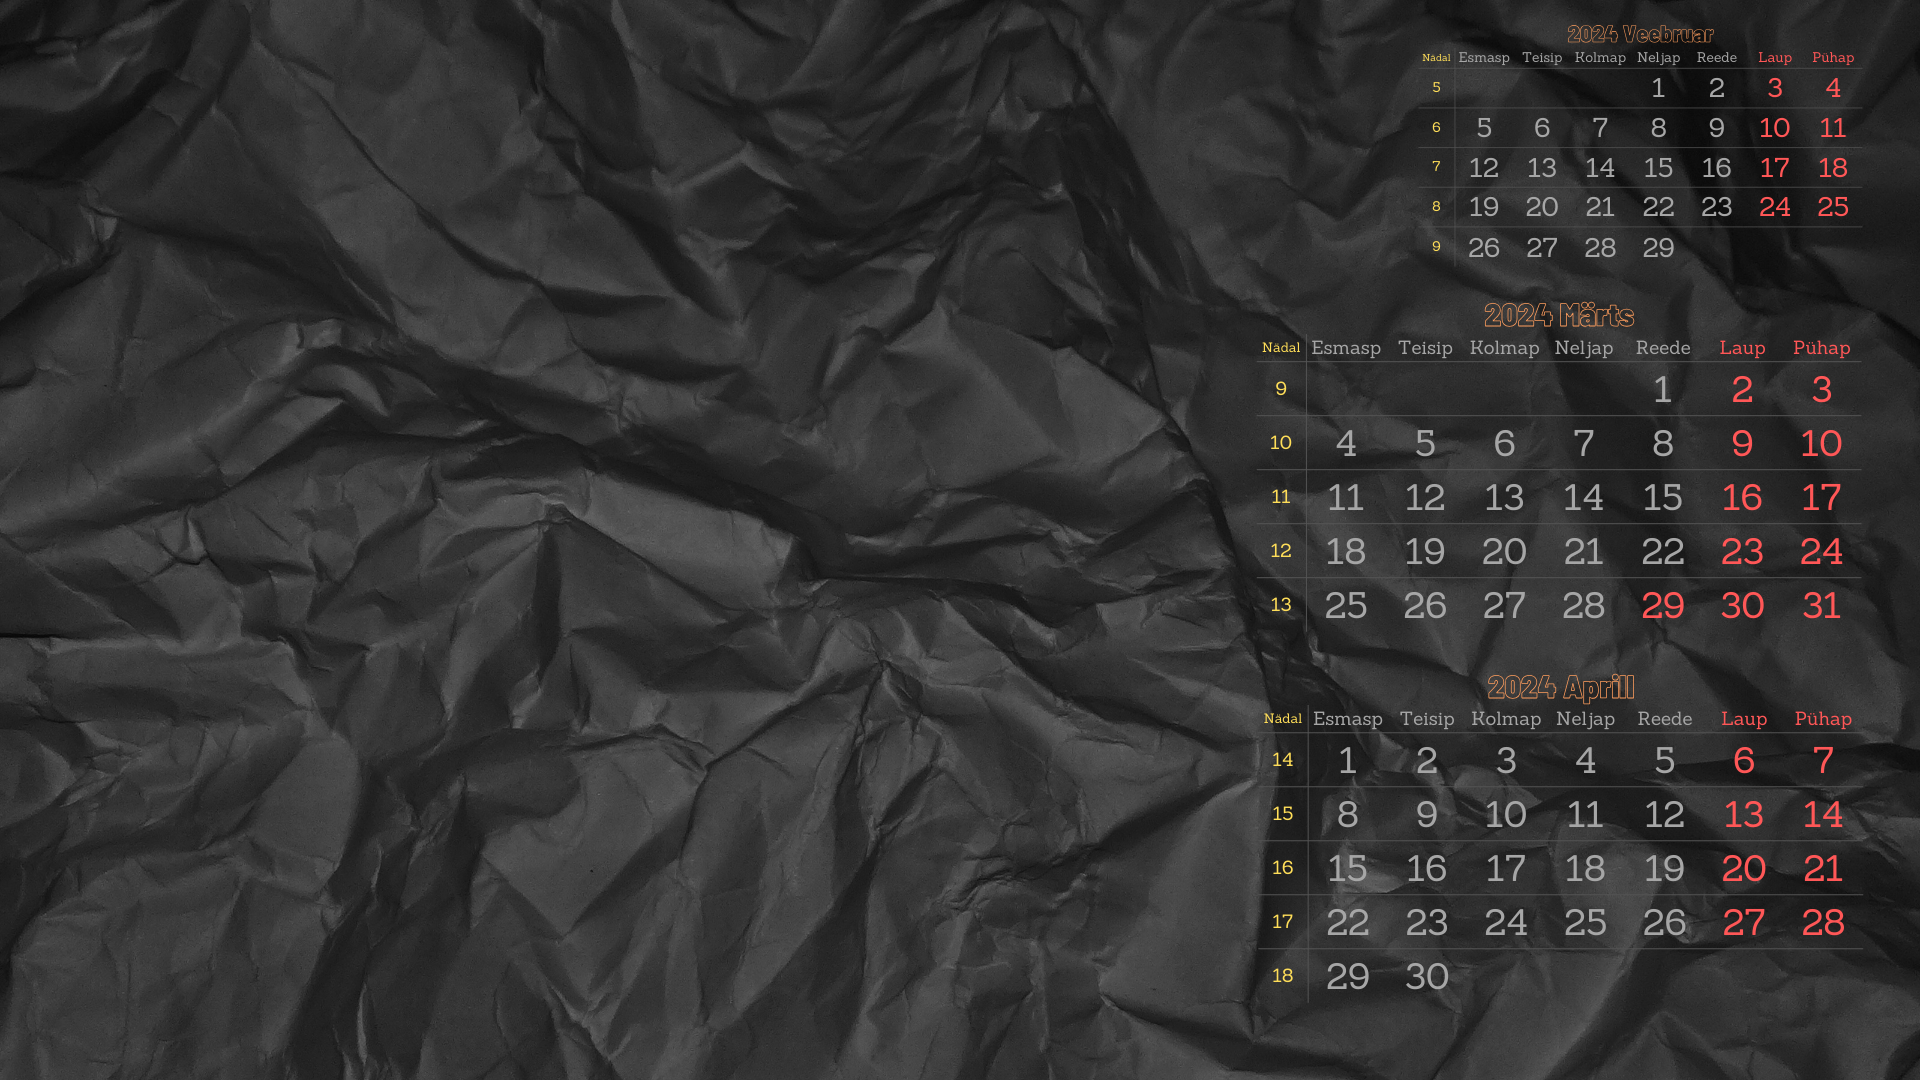 2024 Veebruar
Nädal Esmasp Teisip Kolmap Neljap Reede Laup Pühap
5 1 2 3 4
6 5 6 7 8 9 10 11
7 12 13 14 15 16 17 18
8 19 20 21 22 23 24 25
9 26 27 28 29
2024 Märts
Nädal Esmasp Teisip Kolmap Neljap Reede Laup Pühap
9 1 2 3
10 4 5 6 7 8 9 10
11 11 12 13 14 15 16 17
12 18 19 20 21 22 23 24
13 25 26 27 28 29 30 31
2024 Aprill
Nädal Esmasp Teisip Kolmap Neljap Reede Laup Pühap
14 1 2 3 4 5 6 7
15 8 9 10 11 12 13 14
16 15 16 17 18 19 20 21
17 22 23 24 25 26 27 28
18 29 30